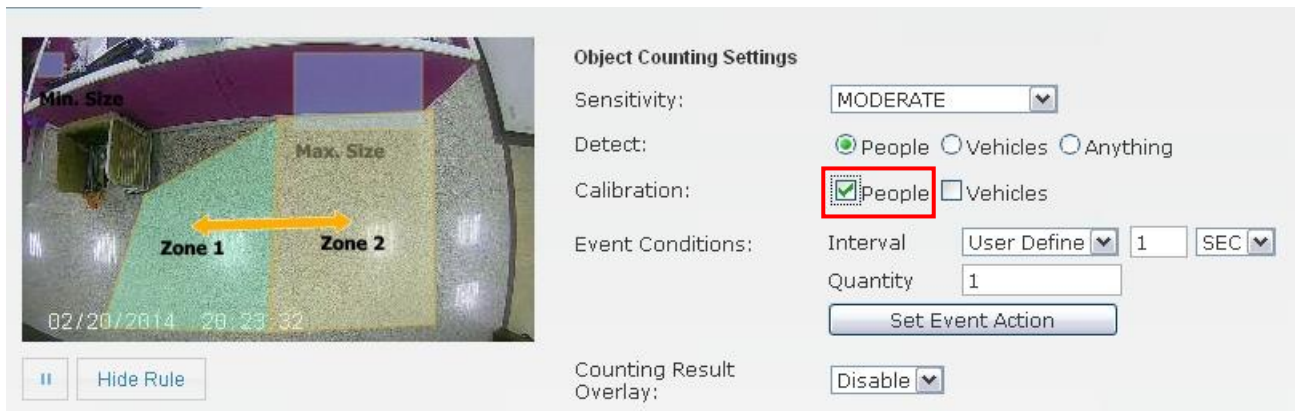 Min. Size
Max. Size
Zone 1
Zone 2
02/20/2014 20:23:32
Hide Rule
Object Counting Settings
Sensitivity: MODERATE
Detect: People Vehicles Anything
Calibration: People Vehicles
Event Conditions: Interval User Define 1 SEC
Quantity 1
Set Event Action
Counting Result
Overlay: Disable